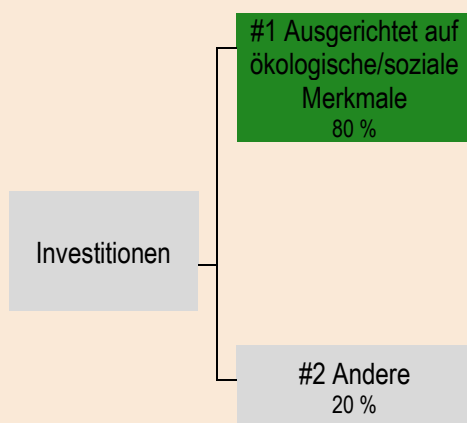 #1 Ausgerichtet auf
ökologische/soziale
Merkmale
80 %
Investitionen
#2 Andere
20 %